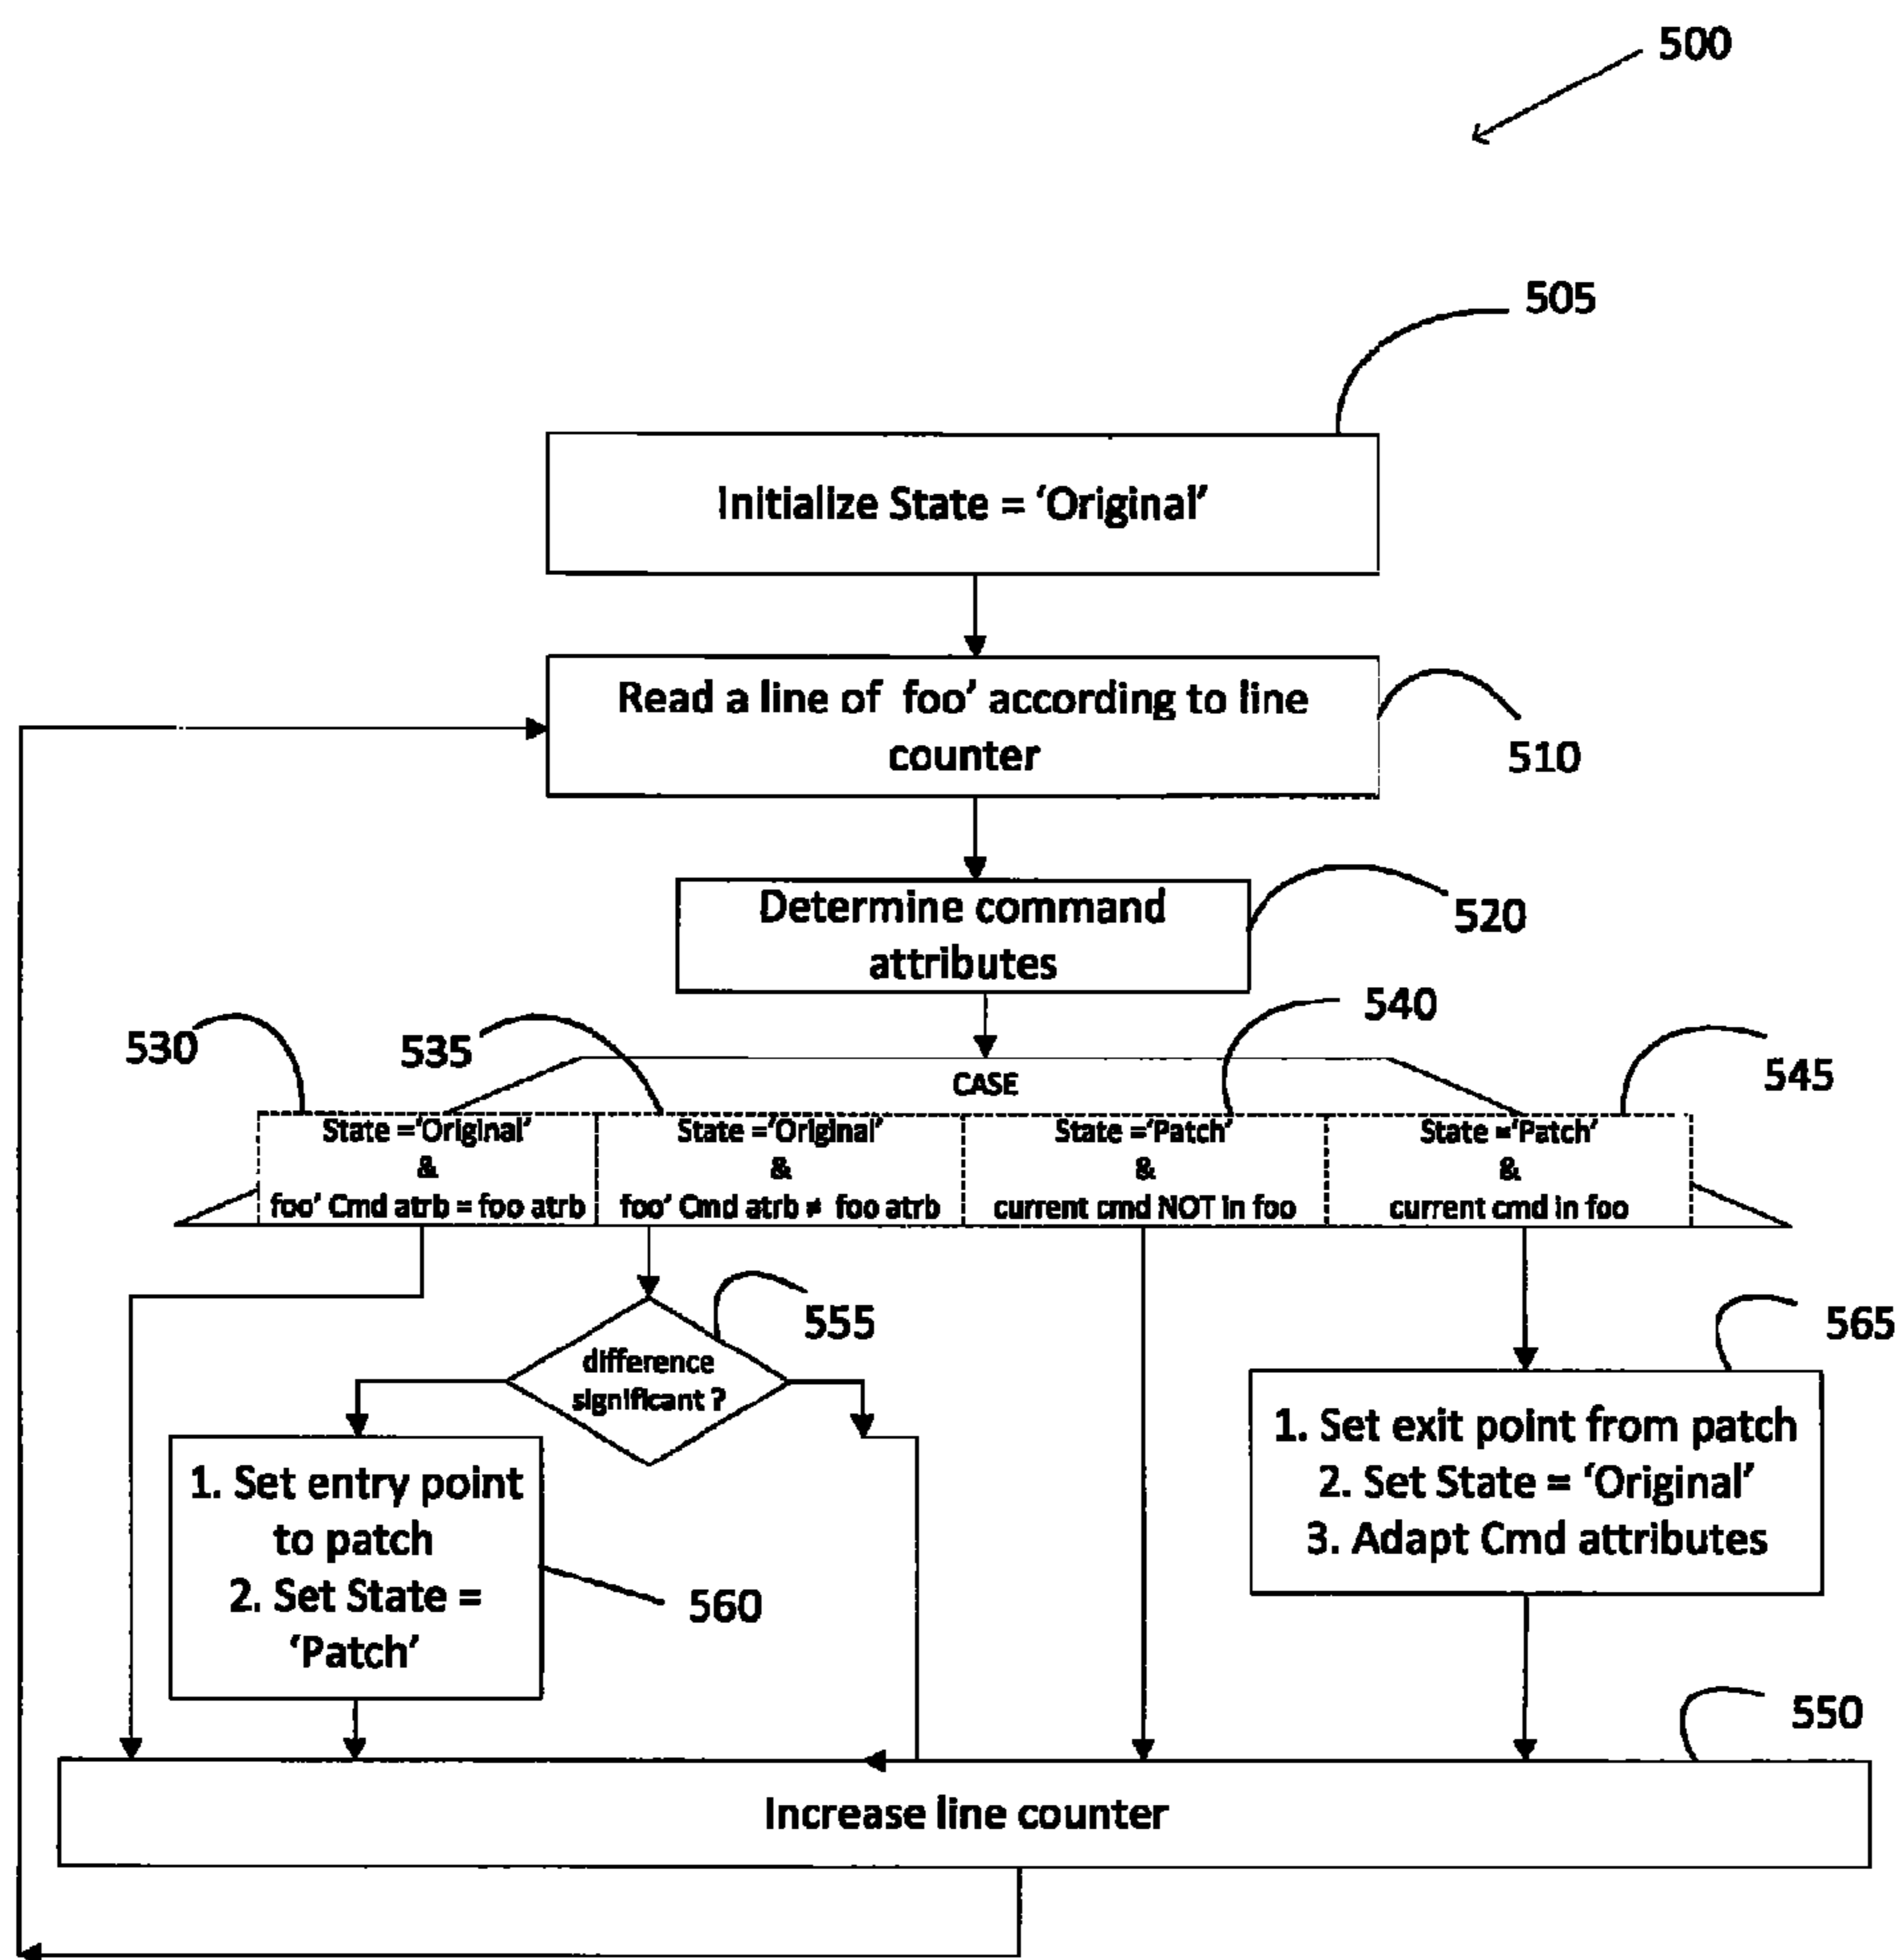 500
505
Initialize State = ‘Original’
Read a line of foo’ according to line
counter
510
Determine command
attributes
520
530
535
540
545
CASE
State =‘Original’
&
foo’ Cmd atrb = foo atrb
State =‘Original’
&
foo’ Cmd atrb ≠ foo atrb
State =‘Patch’
&
current cmd NOT in foo
State =‘Patch’
&
current cmd in foo
555
difference
significant ?
565
1. Set entry point
to patch
2. Set State =
‘Patch’
560
1. Set exit point from patch
2. Set State = ‘Original’
3. Adapt Cmd attributes
550
Increase line counter